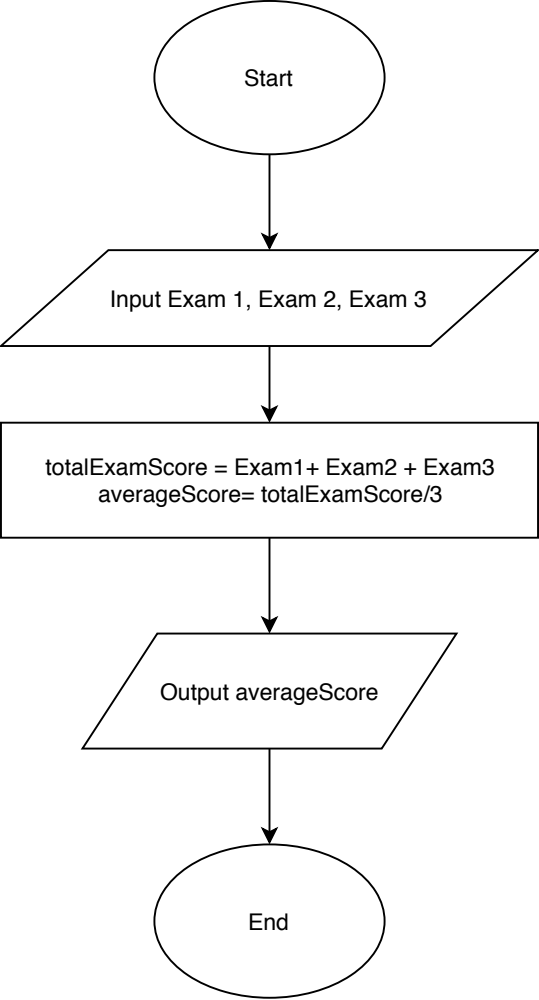 Start
Input Exam 1, Exam 2, Exam 3
totalExamScore = Exam1+ Exam2 + Exam3
averageScore= totalExamScore/3
Output averageScore
End